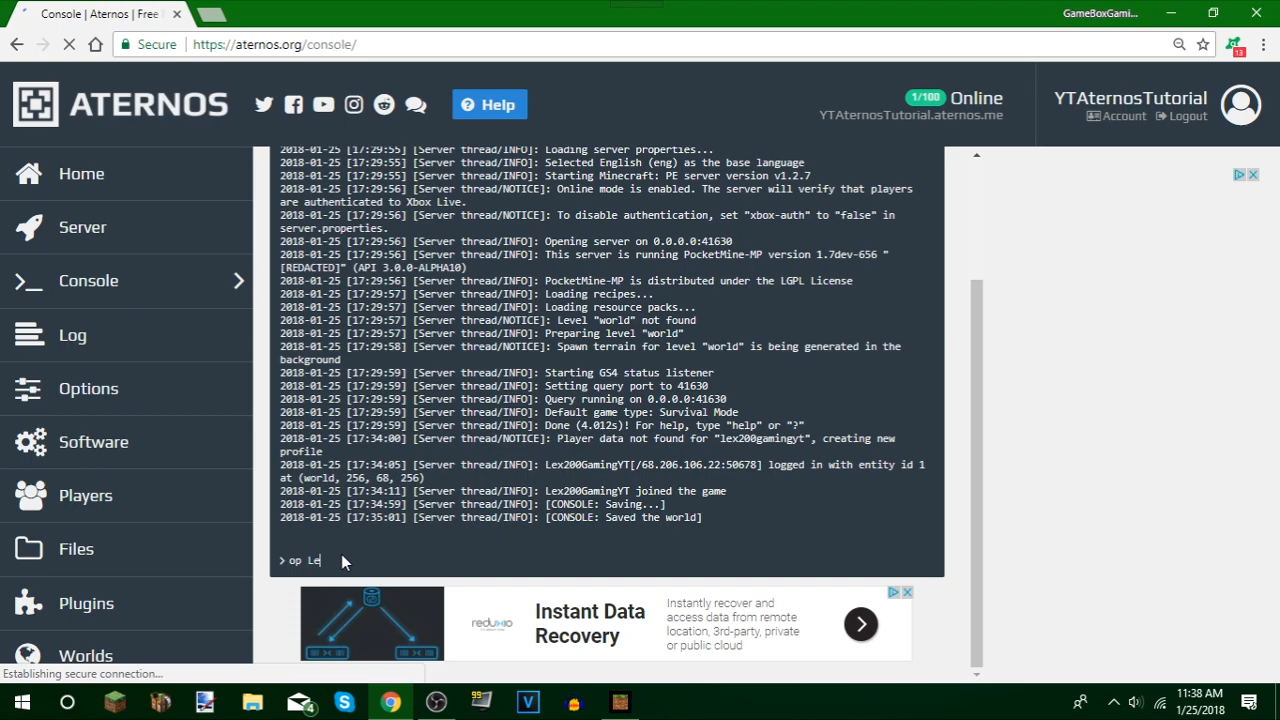 Console | Aternos | Free
GameBoxGami...
Secure https://aternos.org/console/
13
ATERNOS
Help
1/100 Online
YTAternosTutorial.aternos.me
YTAternosTutorial
Account Logout
Home
Server
Console
Log
Options
Software
Players
Files
Plugins
Worlds
2018-01-25 [17:29:55] [Server thread/INFO]: Loading server properties...
2018-01-25 [17:29:55] [Server thread/INFO]: Selected English (eng) as the base language
2018-01-25 [17:29:56] [Server thread/INFO]: Starting Minecraft: PE server version v1.2.7
2018-01-25 [17:29:56] [Server thread/NOTICE]: Online mode is enabled. The server will verify that players
are authenticated to Xbox Live.
2018-01-25 [17:29:56] [Server thread/NOTICE]: To disable authentication, set "xbox-auth" to "false" in
server.properties.
2018-01-25 [17:29:56] [Server thread/INFO]: Opening server on 0.0.0.0:41630
2018-01-25 [17:29:56] [Server thread/INFO]: This server is running PocketMine-MP version 1.7dev-656 "
[REDACTED]" (API 3.0.0-ALPHA10)
2018-01-25 [17:29:56] [Server thread/INFO]: PocketMine-MP is distributed under the LGPL License
2018-01-25 [17:29:57] [Server thread/INFO]: Loading recipes...
2018-01-25 [17:29:57] [Server thread/INFO]: Loading resource packs...
2018-01-25 [17:29:57] [Server thread/NOTICE]: Level "world" not found
2018-01-25 [17:29:57] [Server thread/INFO]: Preparing level "world"
2018-01-25 [17:29:58] [Server thread/NOTICE]: Spawn terrain for level "world" is being generated in the
background
2018-01-25 [17:29:59] [Server thread/INFO]: Starting GS4 status listener
2018-01-25 [17:29:59] [Server thread/INFO]: Setting query port to 41630
2018-01-25 [17:29:59] [Server thread/INFO]: Query running on 0.0.0.0:41630
2018-01-25 [17:29:59] [Server thread/INFO]: Default game type: Survival Mode
2018-01-25 [17:29:59] [Server thread/INFO]: Done (4.012s)! For help, type "help" or "?"
2018-01-25 [17:34:00] [Server thread/NOTICE]: Player data not found for "lex200gamingyt", creating new
profile
2018-01-25 [17:34:05] [Server thread/INFO]: Lex200GamingYT[/68.206.106.22:50678] logged in with entity id 1
at (world, 256, 68, 256)
2018-01-25 [17:34:11] [Server thread/INFO]: Lex200GamingYT joined the game
2018-01-25 [17:34:59] [Server thread/INFO]: [CONSOLE: Saving...]
2018-01-25 [17:35:01] [Server thread/INFO]: [CONSOLE: Saved the world]
> op Le
reduxio
Instant Data
Recovery
Instantly recover and
access data from remote
location, 3rd-party, private
or public cloud
Establishing secure connection...
4
99
11:38 AM
1/25/2018